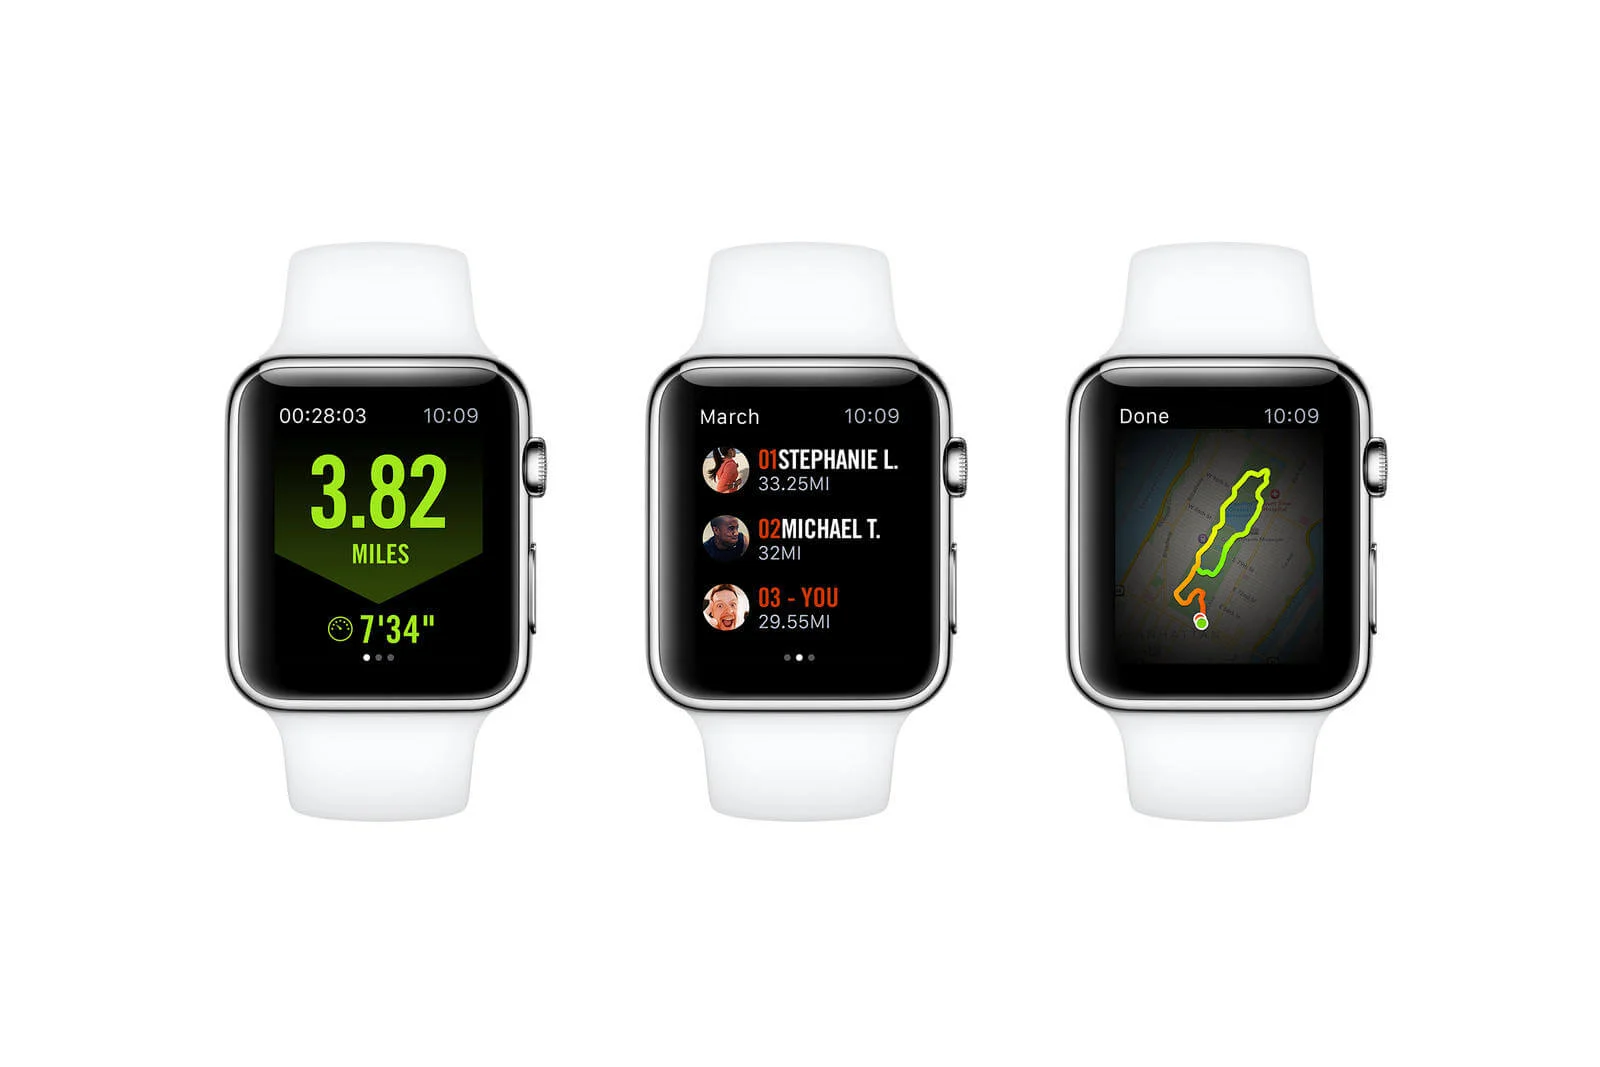 00:28:03 10:09
3.82
MILES
7'34"
March 10:09
01STEPHANIE L.
33.25MI
02MICHAEL T.
32MI
03 - YOU
29.55MI
Done 10:09